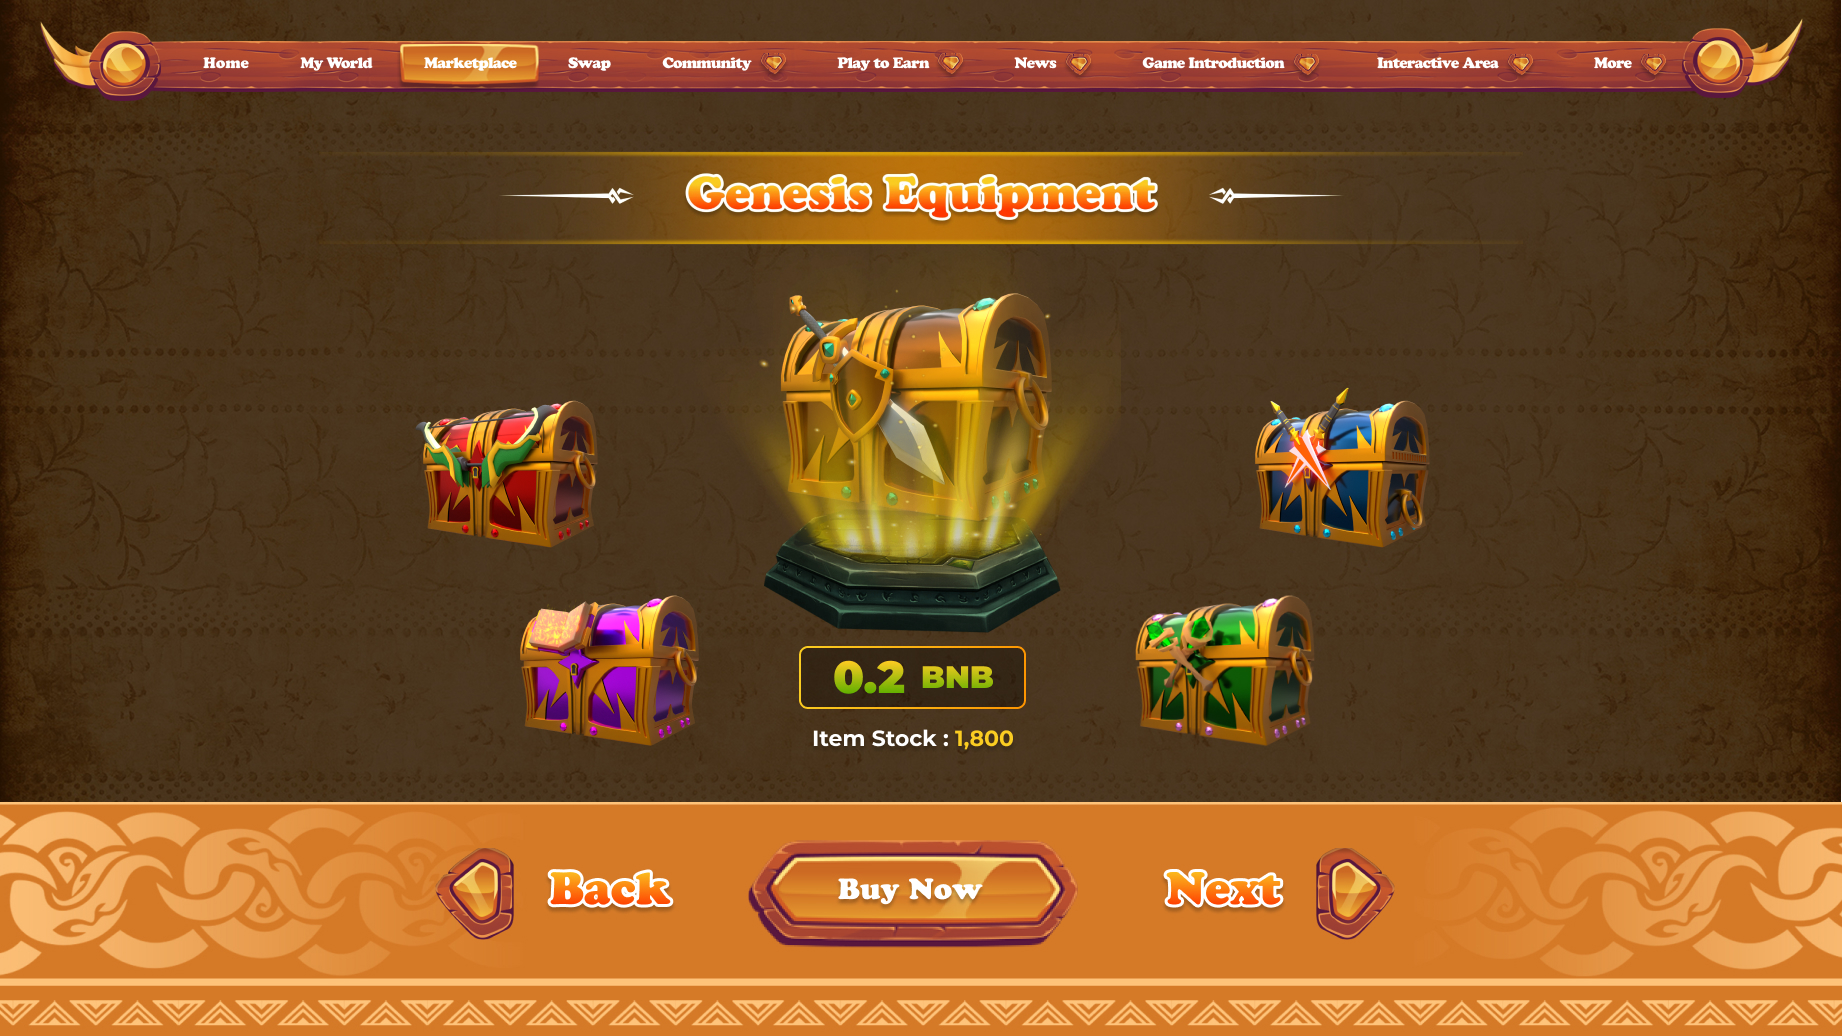 Home My World Marketplace Swap Community Play to Earn News Game Introduction Interactive Area More
Genesis Equipment
0.2 BNB
Item Stock : 1,800
Back Buy Now Next